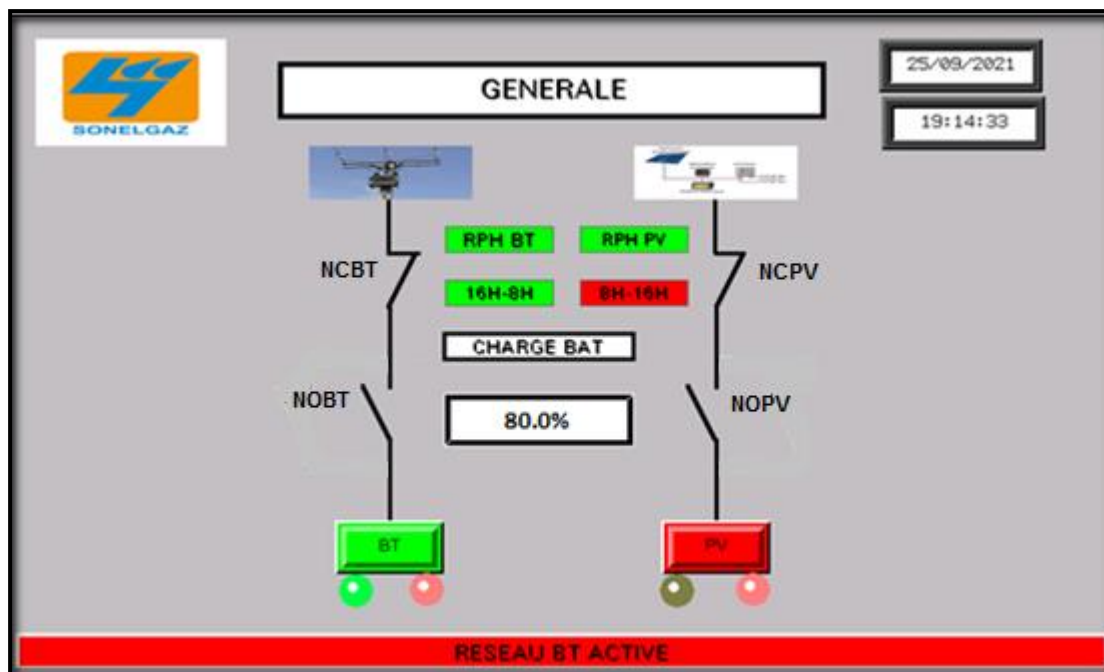 SONELGAZ
GENERALE
25/09/2021
19:14:33
RPH BT
RPH PV
NCBT
NCPV
16H-8H
8H-16H
CHARGE BAT
NOBT
NOPV
80.0%
BT
PV
RESEAU BT ACTIVE